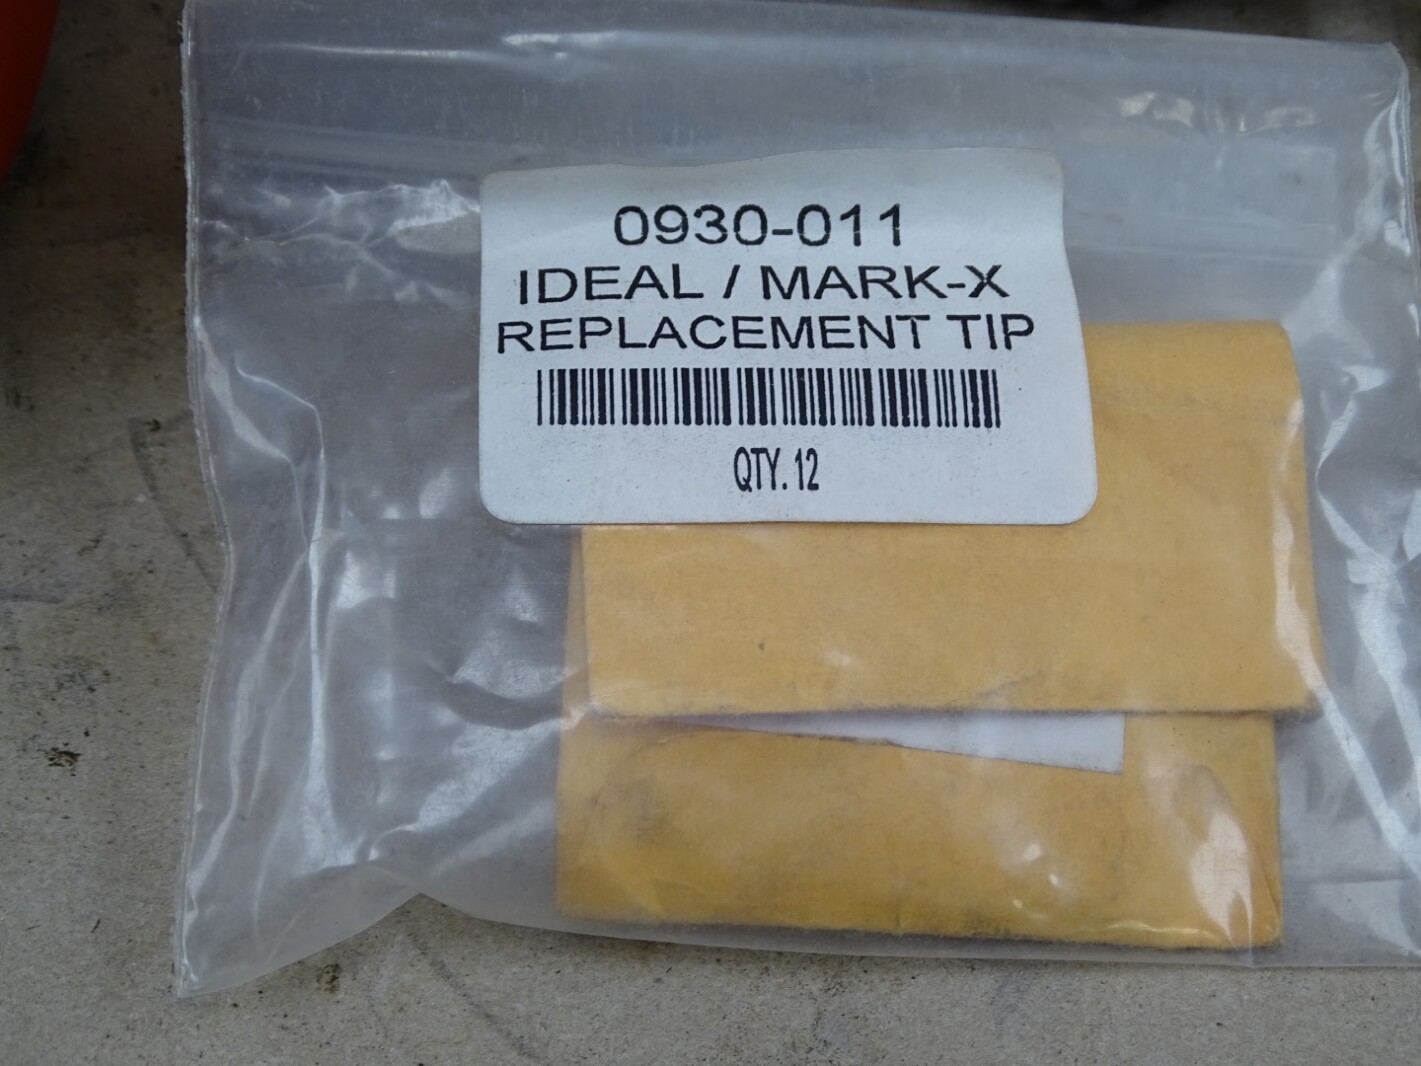 0930-011
IDEAL / MARK-X
REPLACEMENT TIP
QTY. 12